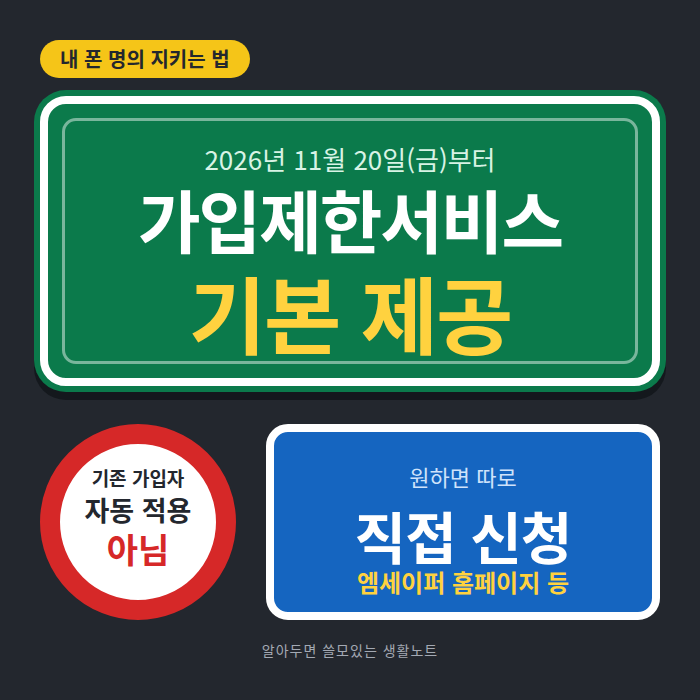 내 폰 명의 지키는 법
2026년 11월 20일(금)부터
가입제한서비스
기본 제공
기존 가입자
자동 적용
아님
원하면 따로
직접 신청
엠세이퍼 홈페이지 등
알아두면 쓸모있는 생활노트